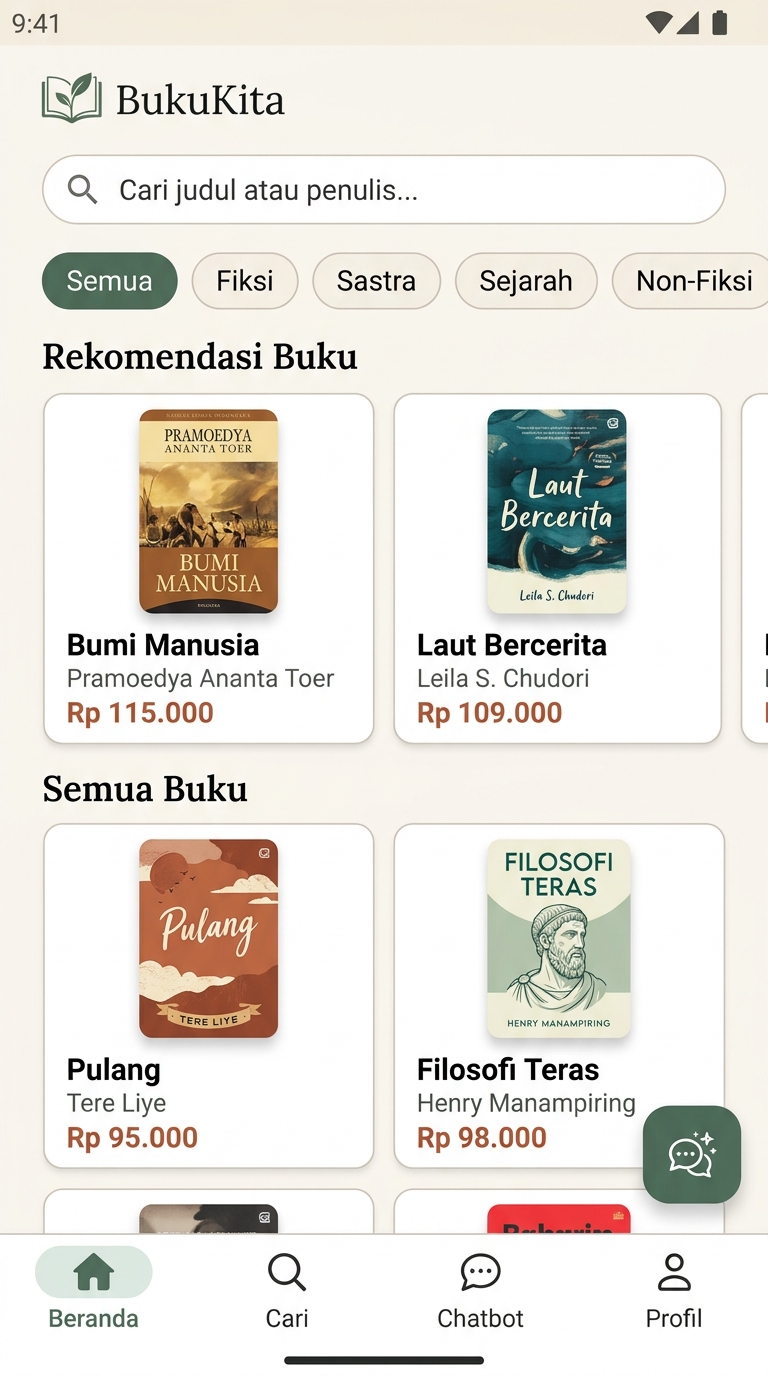 9:41
BukuKita
Cari judul atau penulis...
Semua
Fiksi
Sastra
Sejarah
Non-Fiksi
Rekomendasi Buku
PRAMOEDYA
ANANTA TOER
BUMI
MANUSIA
Laut
Bercerita
Leila S. Chudori
Bumi Manusia
Pramoedya Ananta Toer
Rp 115.000
Laut Bercerita
Leila S. Chudori
Rp 109.000
Semua Buku
Pulang
TERE LIYE
FILOSOFI
TERAS
HENRY MANAMPIRING
Pulang
Tere Liye
Rp 95.000
Filosofi Teras
Henry Manampiring
Rp 98.000
Beranda
Cari
Chatbot
Profil